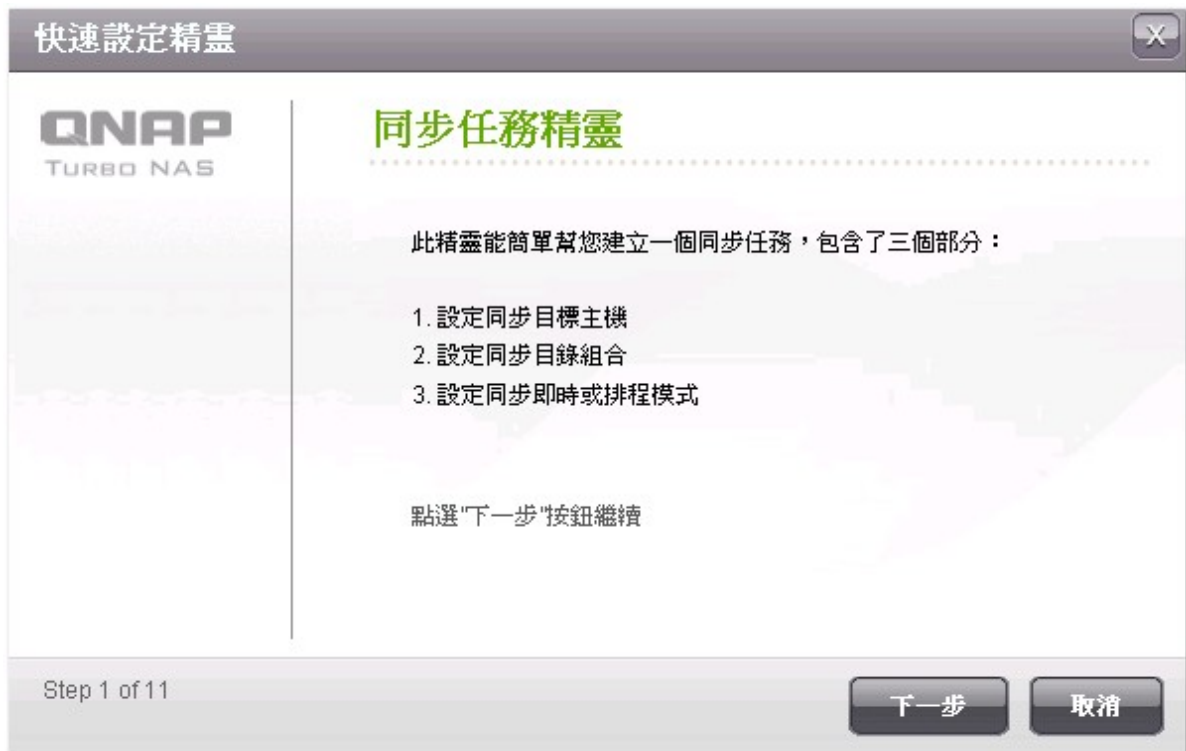 快速設定精靈
X
QNAP
TURBO NAS
同步任務精靈
此精靈能簡單幫您建立一個同步任務，包含了三個部分：
1. 設定同步目標主機
2. 設定同步目錄組合
3. 設定同步即時或排程模式
點選"下一步"按鈕繼續
Step 1 of 11
下一步
取消